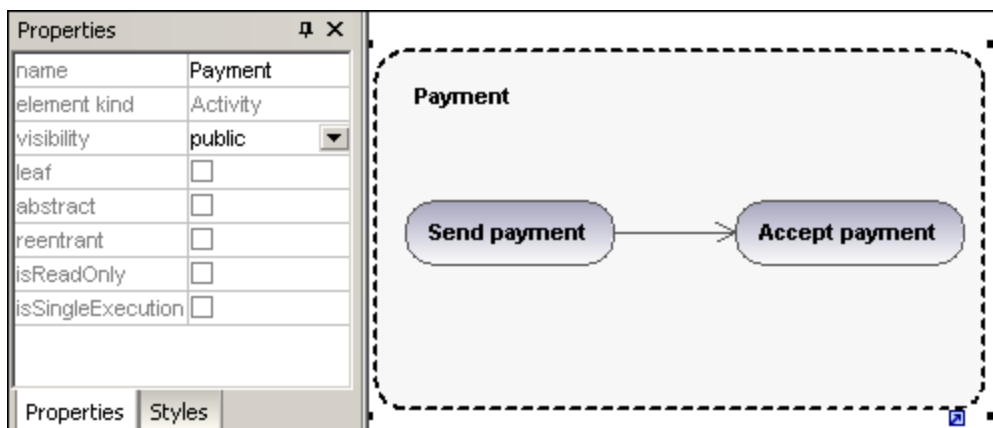 Properties
name Payment
element kind Activity
visibility public
leaf
abstract
reentrant
isReadOnly
isSingleExecution
Properties Styles
Payment
Send payment Accept payment